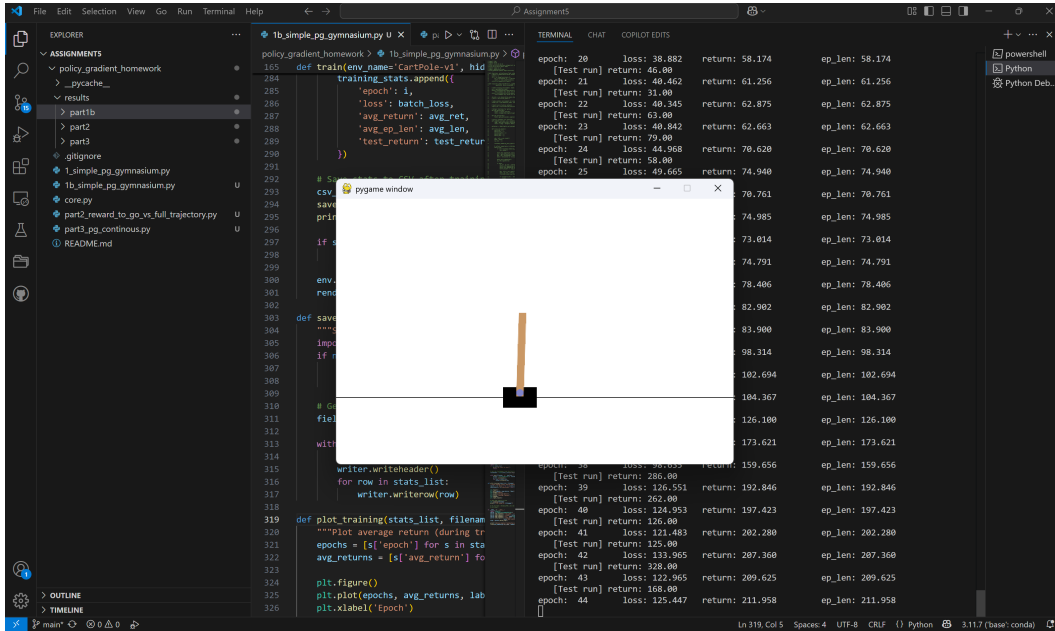 File Edit Selection View Go Run Terminal Help
Assignment5
EXPLORER
ASSIGNMENTS
policy_gradient_homework
__pycache__
results
part1b
part2
part3
.gitignore
1_simple_pg_gymnasium.py
1b_simple_pg_gymnasium.py U
core.py
part2_reward_to_go_vs_full_trajectory.py U
part3_pg_continous.py U
README.md
OUTLINE
TIMELINE
1b_simple_pg_gymnasium.py U
policy_gradient_homework > 1b_simple_pg_gymnasium.py >
165 def train(env_name='CartPole-v1', hid
284 training_stats.append({
285 'epoch': i,
286 'loss': batch_loss,
287 'avg_return': avg_ret,
288 'avg_ep_len': avg_len,
289 'test_return': test_retur
290 })
291
292
293 csv_
294 save
295 prin
296
297 if s
298
299
300 env.
301 rend
302
303 def save
304 """S
305 impo
306 if n
307
308
309
310 # Ge
311 fiel
312
313 with
314
315 writer.writeheader()
316 for row in stats_list:
317 writer.writerow(row)
318
319 def plot_training(stats_list, filenam
320 """Plot average return (during tr
321 epochs = [s['epoch'] for s in sta
322 avg_returns = [s['avg_return'] fo
323
324 plt.figure()
325 plt.plot(epochs, avg_returns, lab
326 plt.xlabel('Epoch')
pygame window
TERMINAL CHAT COPILOT EDITS
epoch: 20 loss: 38.882 return: 58.174 ep_len: 58.174
[Test run] return: 46.00
epoch: 21 loss: 40.462 return: 61.256 ep_len: 61.256
[Test run] return: 31.00
epoch: 22 loss: 40.345 return: 62.875 ep_len: 62.875
[Test run] return: 63.00
epoch: 23 loss: 40.842 return: 62.663 ep_len: 62.663
[Test run] return: 79.00
epoch: 24 loss: 44.968 return: 70.620 ep_len: 70.620
[Test run] return: 58.00
epoch: 25 loss: 49.665 return: 74.940 ep_len: 74.940
70.761 ep_len: 70.761
74.985 ep_len: 74.985
73.014 ep_len: 73.014
74.791 ep_len: 74.791
78.406 ep_len: 78.406
82.902 ep_len: 82.902
83.900 ep_len: 83.900
98.314 ep_len: 98.314
102.694 ep_len: 102.694
104.367 ep_len: 104.367
126.100 ep_len: 126.100
173.621 ep_len: 173.621
epoch: 38 loss: 98.655 return: 159.656 ep_len: 159.656
[Test run] return: 286.00
epoch: 39 loss: 126.551 return: 192.846 ep_len: 192.846
[Test run] return: 262.00
epoch: 40 loss: 124.953 return: 197.423 ep_len: 197.423
[Test run] return: 126.00
epoch: 41 loss: 121.483 return: 202.280 ep_len: 202.280
[Test run] return: 125.00
epoch: 42 loss: 133.965 return: 207.360 ep_len: 207.360
[Test run] return: 328.00
epoch: 43 loss: 122.965 return: 209.625 ep_len: 209.625
[Test run] return: 168.00
epoch: 44 loss: 125.447 return: 211.958 ep_len: 211.958
powershell
Python
Python Deb...
main* 0 0 0 Ln 319, Col 5 Spaces: 4 UTF-8 CRLF Python 3.11.7 ('base': conda)